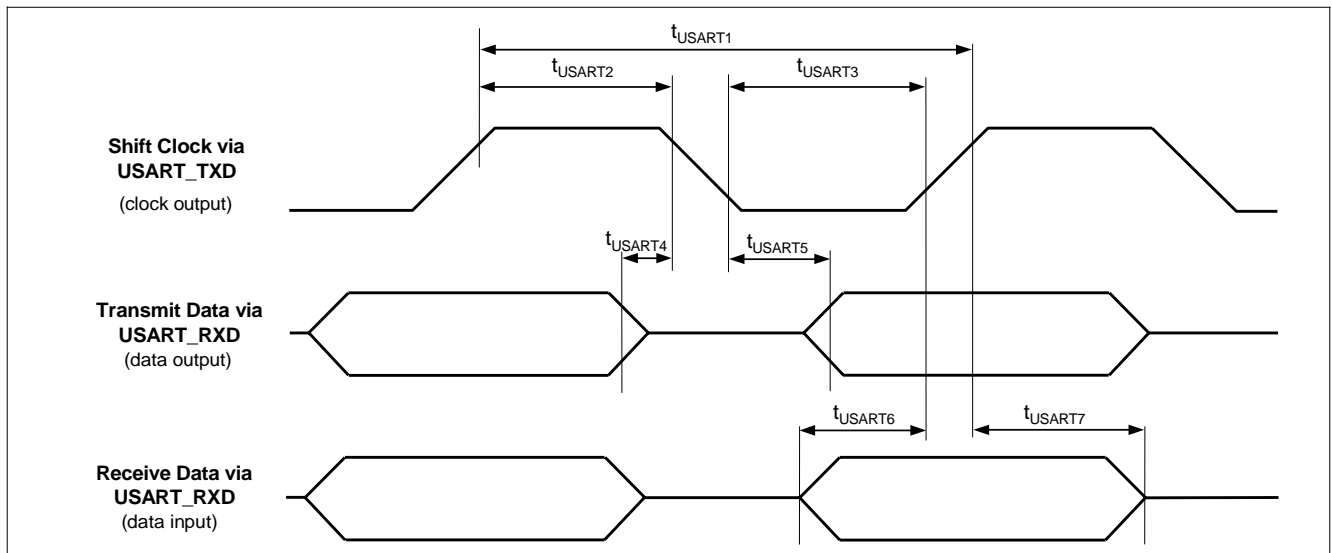 tUSART1
tUSART2
tUSART3
Shift Clock via
USART_TXD
(clock output)
tUSART4
tUSART5
Transmit Data via
USART_RXD
(data output)
tUSART6
tUSART7
Receive Data via
USART_RXD
(data input)